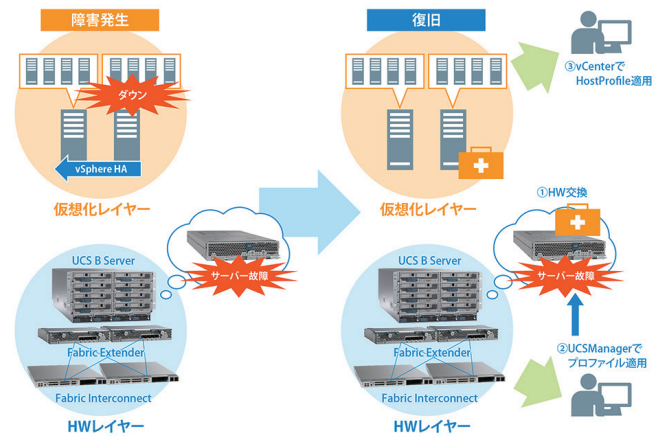 障害発生
ダウン
vSphere HA
仮想化レイヤー
サーバー故障
UCS B Server
Fabric Extender
Fabric Interconnect
HWレイヤー
復旧
③vCenterで
HostProfile適用
仮想化レイヤー
①HW交換
サーバー故障
UCS B Server
Fabric Extender
Fabric Interconnect
HWレイヤー
②UCSManagerで
プロファイル適用